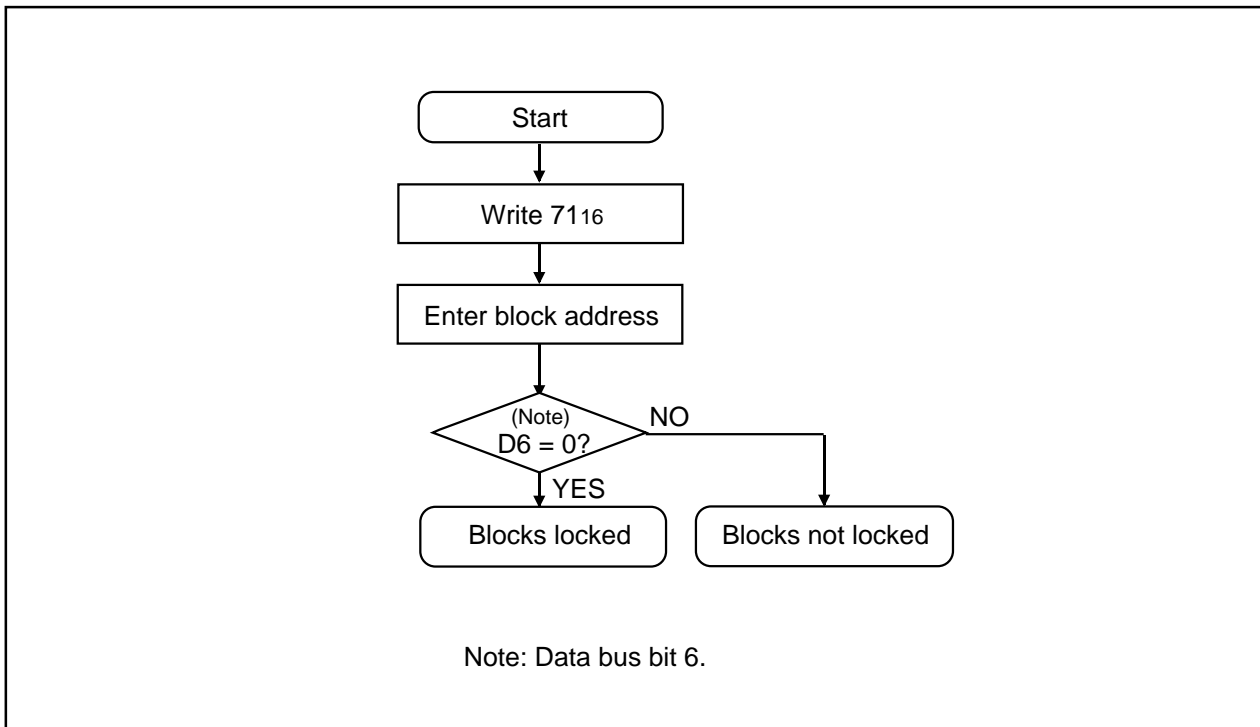 Start
Write 7116
Enter block address
(Note)
D6 = 0?
NO
YES
Blocks locked
Blocks not locked
Note: Data bus bit 6.